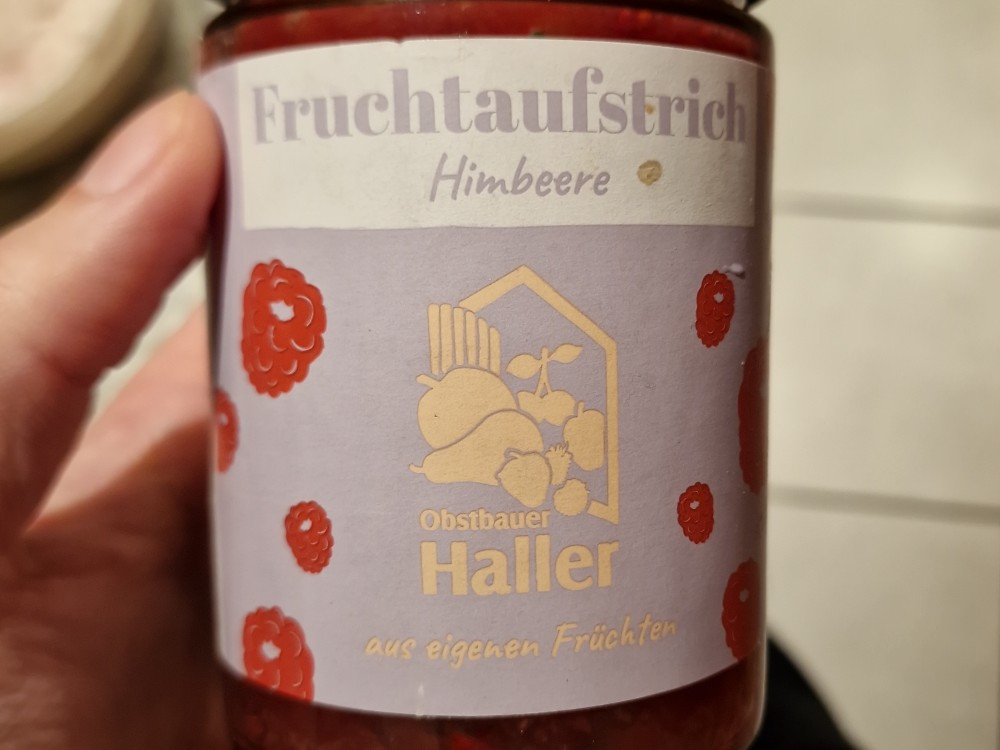 Fruchtaufstrich
Himbeere
Obstbauer
Haller
aus eigenen Früchten